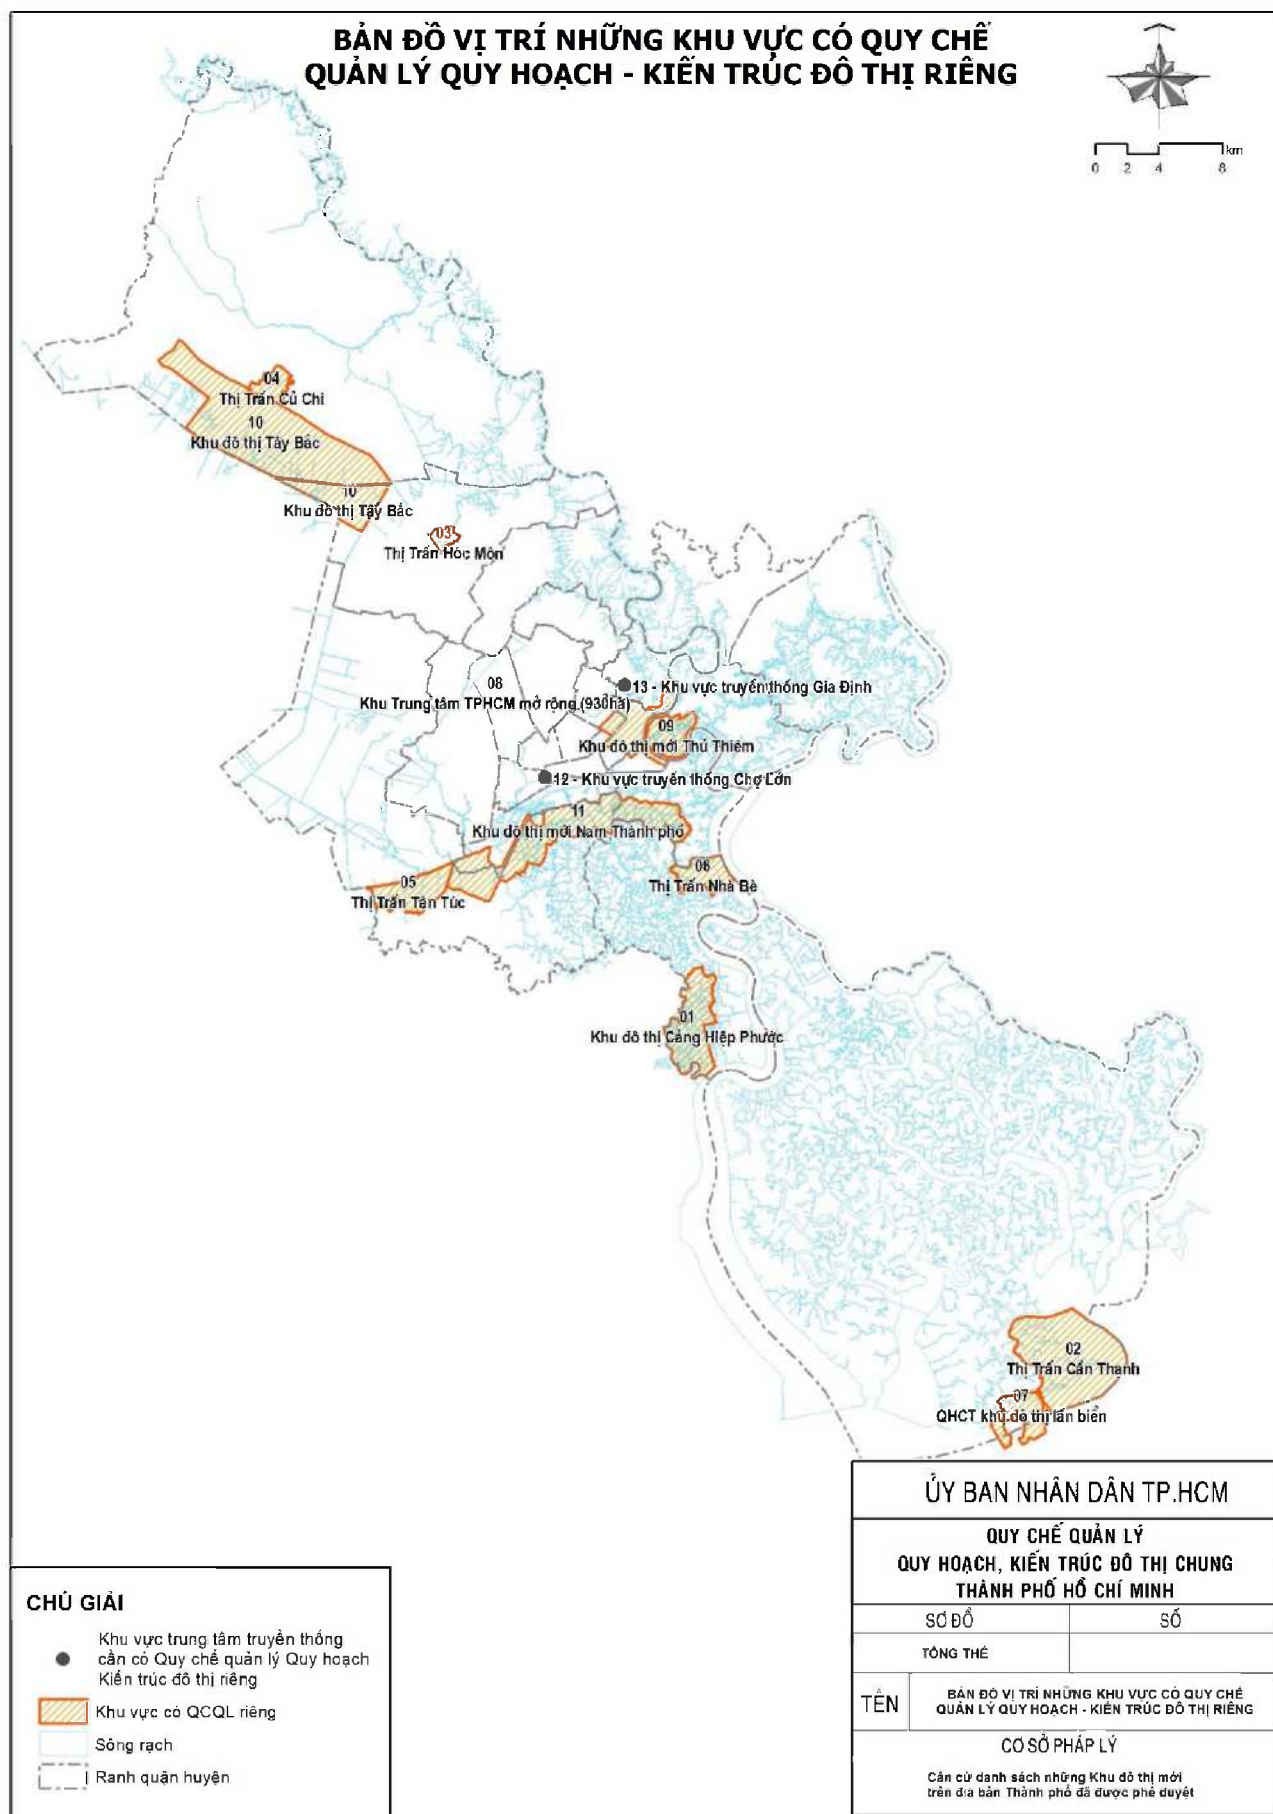 BẢN ĐỒ VỊ TRÍ NHỮNG KHU VỰC CÓ QUY CHẾ
QUẢN LÝ QUY HOẠCH - KIẾN TRÚC ĐÔ THỊ RIÊNG
km
0 2 4 8
04
Thị Trấn Củ Chi
10
Khu đô thị Tây Bắc
10
Khu đô thị Tây Bắc
03
Thị Trấn Hóc Môn
08
Khu Trung tâm TPHCM mở rộng (930ha)
13 - Khu vực truyền thống Gia Định
09
Khu đô thị mới Thủ Thiêm
12 - Khu vực truyền thống Chợ Lớn
11
Khu đô thị mới Nam Thành phố
06
Thị Trấn Nhà Bè
05
Thị Trấn Tân Túc
01
Khu đô thị Cảng Hiệp Phước
02
Thị Trấn Cần Thạnh
07
QHCT khu đô thị lấn biển
CHÚ GIẢI
Khu vực trung tâm truyền thống
cần có Quy chế quản lý Quy hoạch
Kiến trúc đô thị riêng
Khu vực có QCQL riêng
Sông rạch
Ranh quận huyện
ỦY BAN NHÂN DÂN TP.HCM
QUY CHẾ QUẢN LÝ
QUY HOẠCH, KIẾN TRÚC ĐÔ THỊ CHUNG
THÀNH PHỐ HỒ CHÍ MINH
SƠ ĐỒ SỐ
TỔNG THỂ
TÊN
BẢN ĐỒ VỊ TRÍ NHỮNG KHU VỰC CÓ QUY CHẾ
QUẢN LÝ QUY HOẠCH - KIẾN TRÚC ĐÔ THỊ RIÊNG
CƠ SỞ PHÁP LÝ
Căn cứ danh sách những Khu đô thị mới
trên địa bàn Thành phố đã được phê duyệt